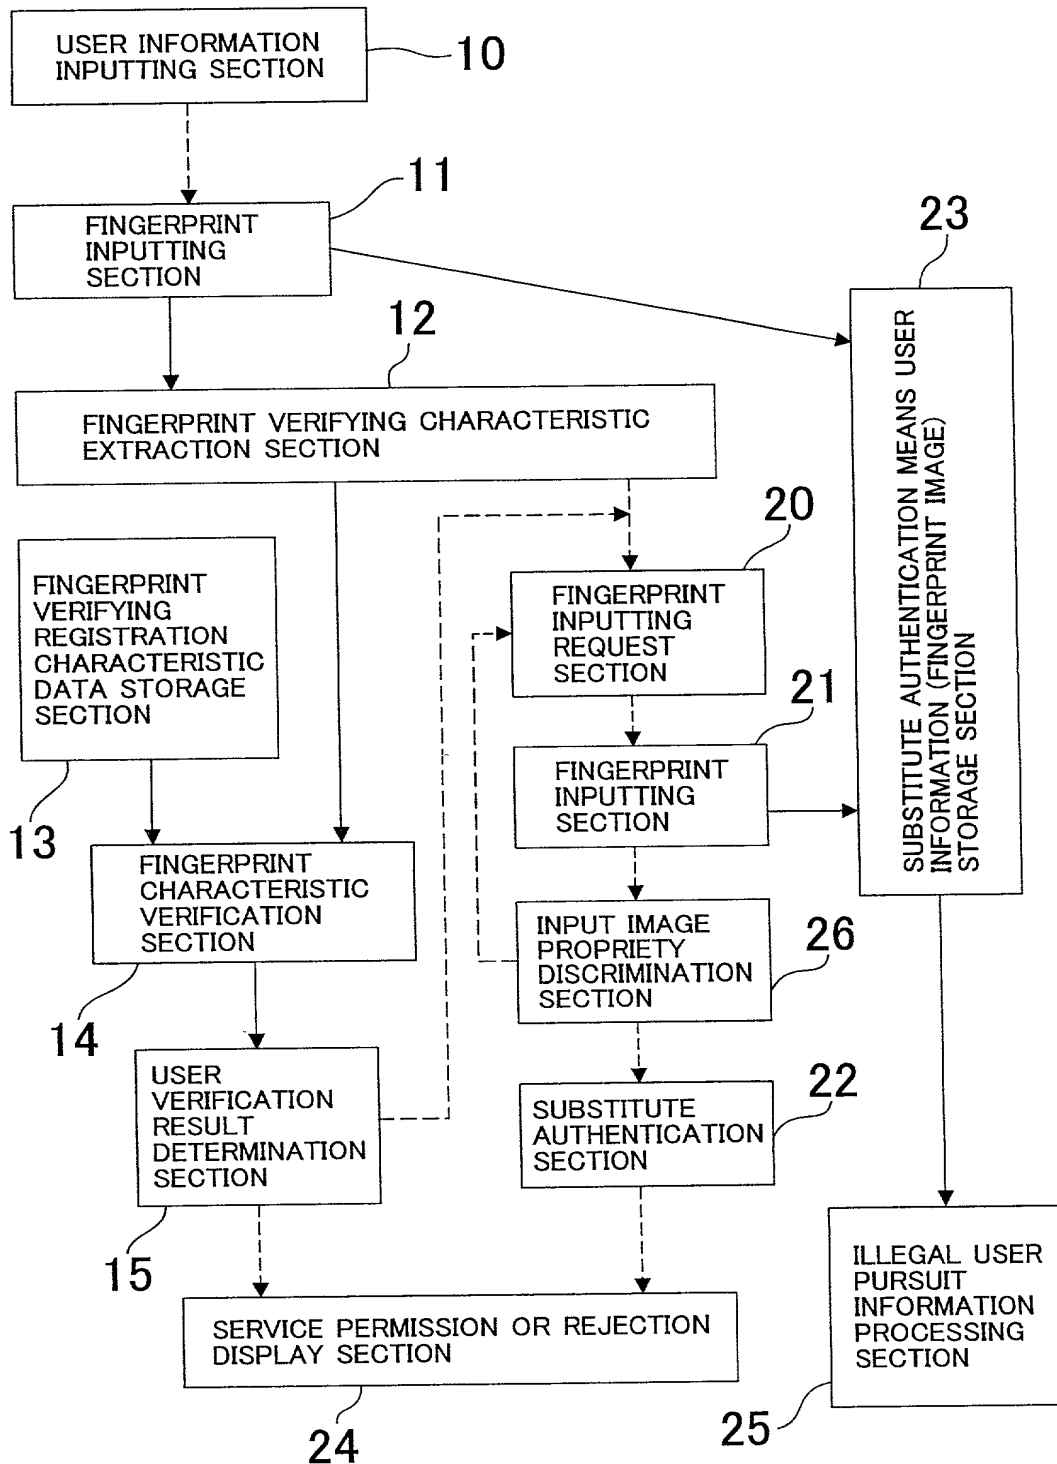 USER INFORMATION
INPUTTING SECTION
10
11
FINGERPRINT
INPUTTING
SECTION
23
12
FINGERPRINT VERIFYING CHARACTERISTIC
EXTRACTION SECTION
SUBSTITUTE AUTHENTICATION MEANS USER
INFORMATION (FINGERPRINT IMAGE)
STORAGE SECTION
20
FINGERPRINT
VERIFYING
REGISTRATION
CHARACTERISTIC
DATA STORAGE
SECTION
13
FINGERPRINT
INPUTTING
REQUEST
SECTION
21
FINGERPRINT
INPUTTING
SECTION
FINGERPRINT
CHARACTERISTIC
VERIFICATION
SECTION
14
INPUT IMAGE
PROPRIETY
DISCRIMINATION
SECTION
26
USER
VERIFICATION
RESULT
DETERMINATION
SECTION
15
22
SUBSTITUTE
AUTHENTICATION
SECTION
SERVICE PERMISSION OR REJECTION
DISPLAY SECTION
24
ILLEGAL USER
PURSUIT
INFORMATION
PROCESSING
SECTION
25